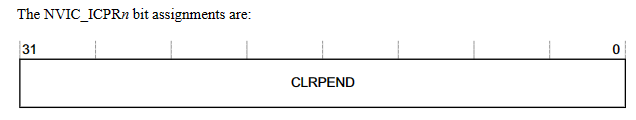 The NVIC_ICPRn bit assignments are:
31 0
CLRPEND